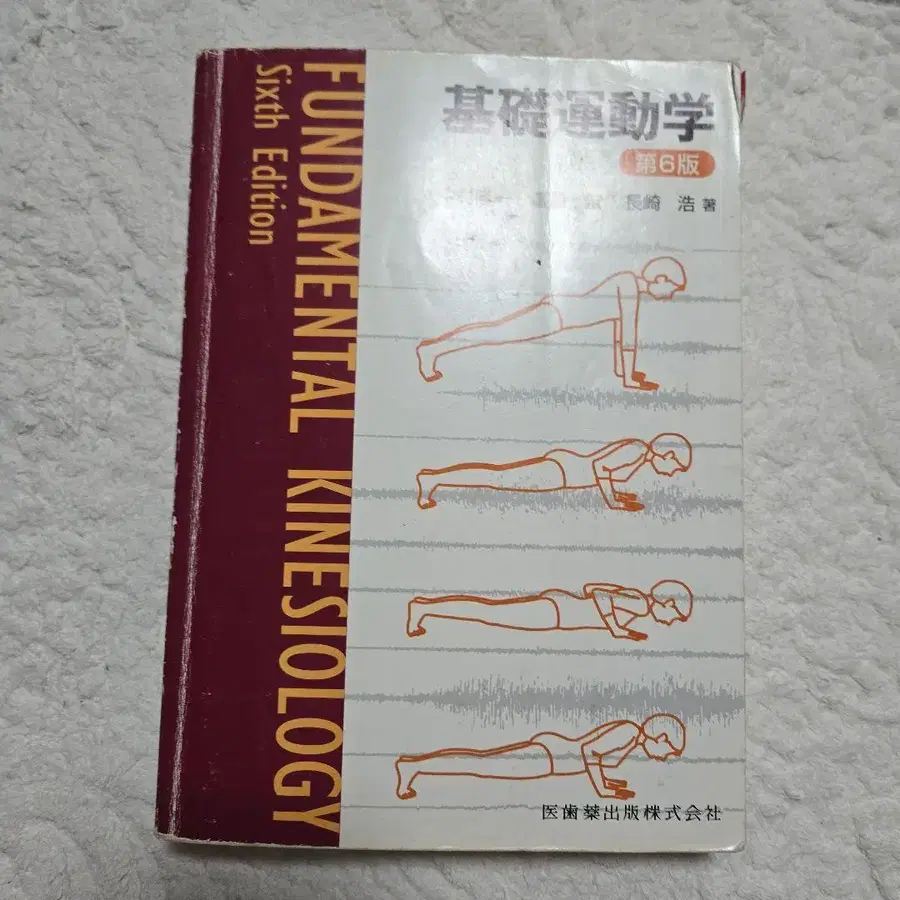 FUNDAMENTAL KINESIOLOGY
Sixth Edition
基礎運動学
第6版
長崎 浩 著
医歯薬出版株式会社